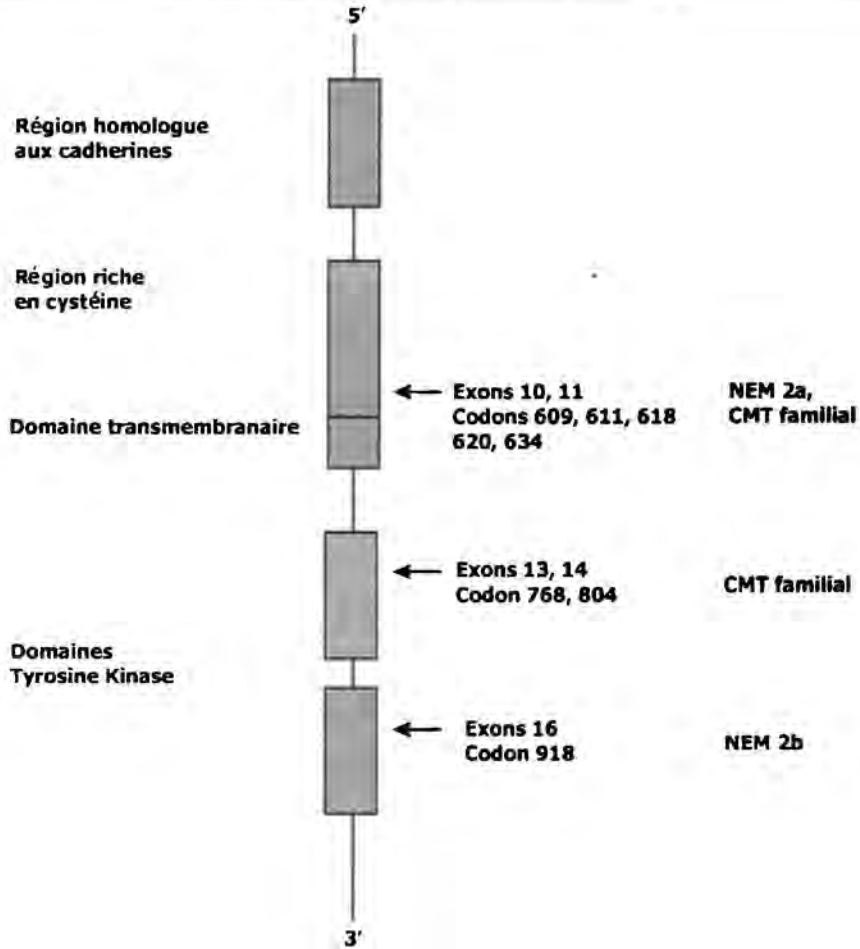 5'
Région homologue
aux cadherines
Région riche
en cystéine
Exons 10, 11
Codons 609, 611, 618
620, 634
NEM 2a,
CMT familial
Domaine transmembranaire
Exons 13, 14
Codon 768, 804
CMT familial
Domaines
Tyrosine Kinase
Exons 16
Codon 918
NEM 2b
3'